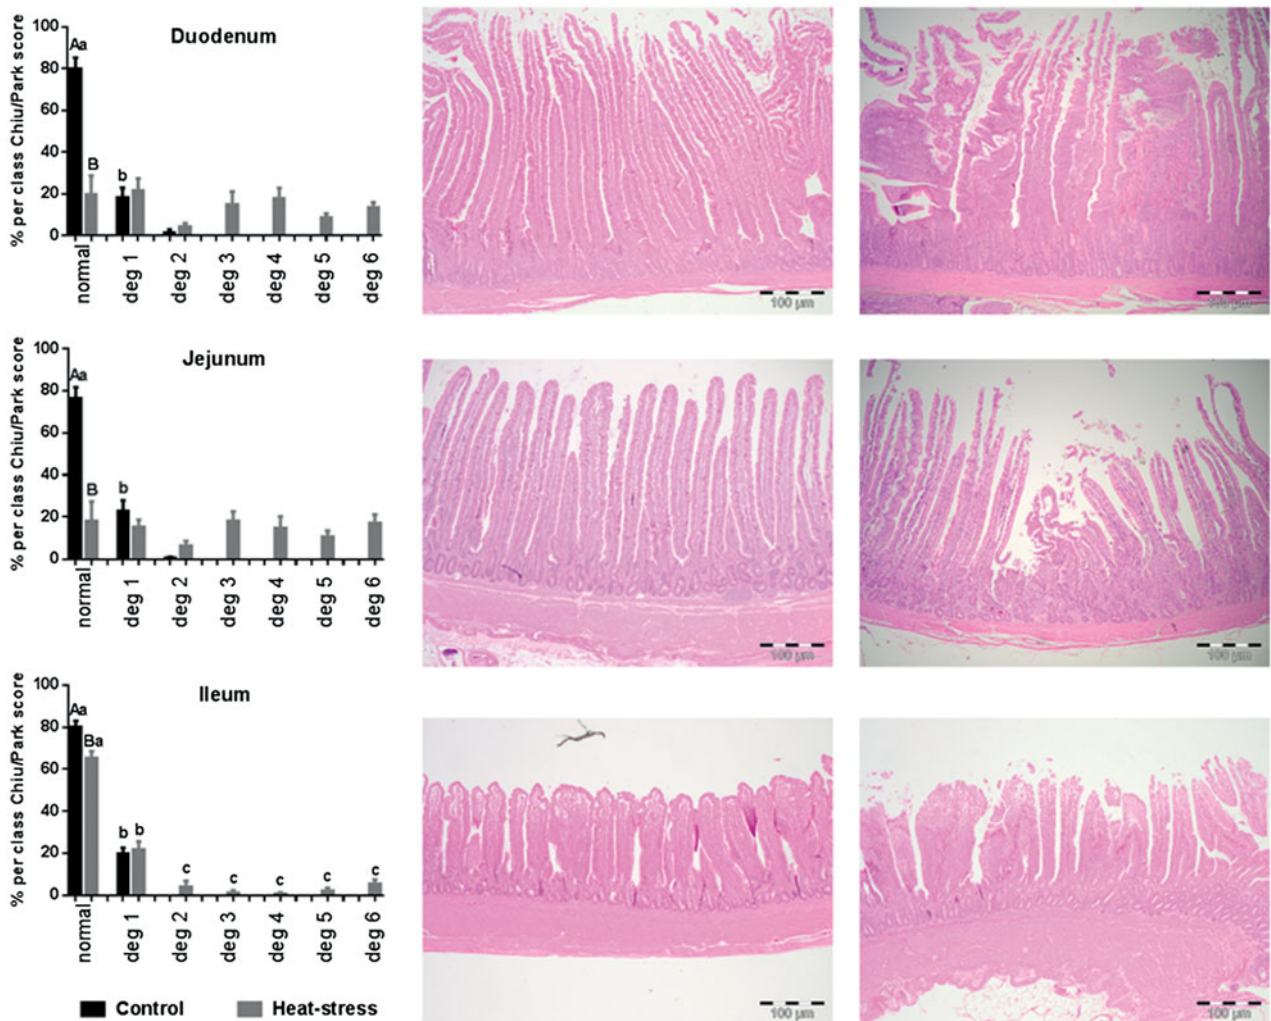 Duodenum
% per class Chiu/Park score
100
80
60
40
20
0
Aa
B
b
normal
deg 1
deg 2
deg 3
deg 4
deg 5
deg 6
100 µm
100 µm
Jejunum
% per class Chiu/Park score
100
80
60
40
20
0
Aa
B
b
normal
deg 1
deg 2
deg 3
deg 4
deg 5
deg 6
100 µm
100 µm
Ileum
% per class Chiu/Park score
100
80
60
40
20
0
Aa
Ba
b
b
c
c
c
c
c
normal
deg 1
deg 2
deg 3
deg 4
deg 5
deg 6
100 µm
100 µm
Control
Heat-stress